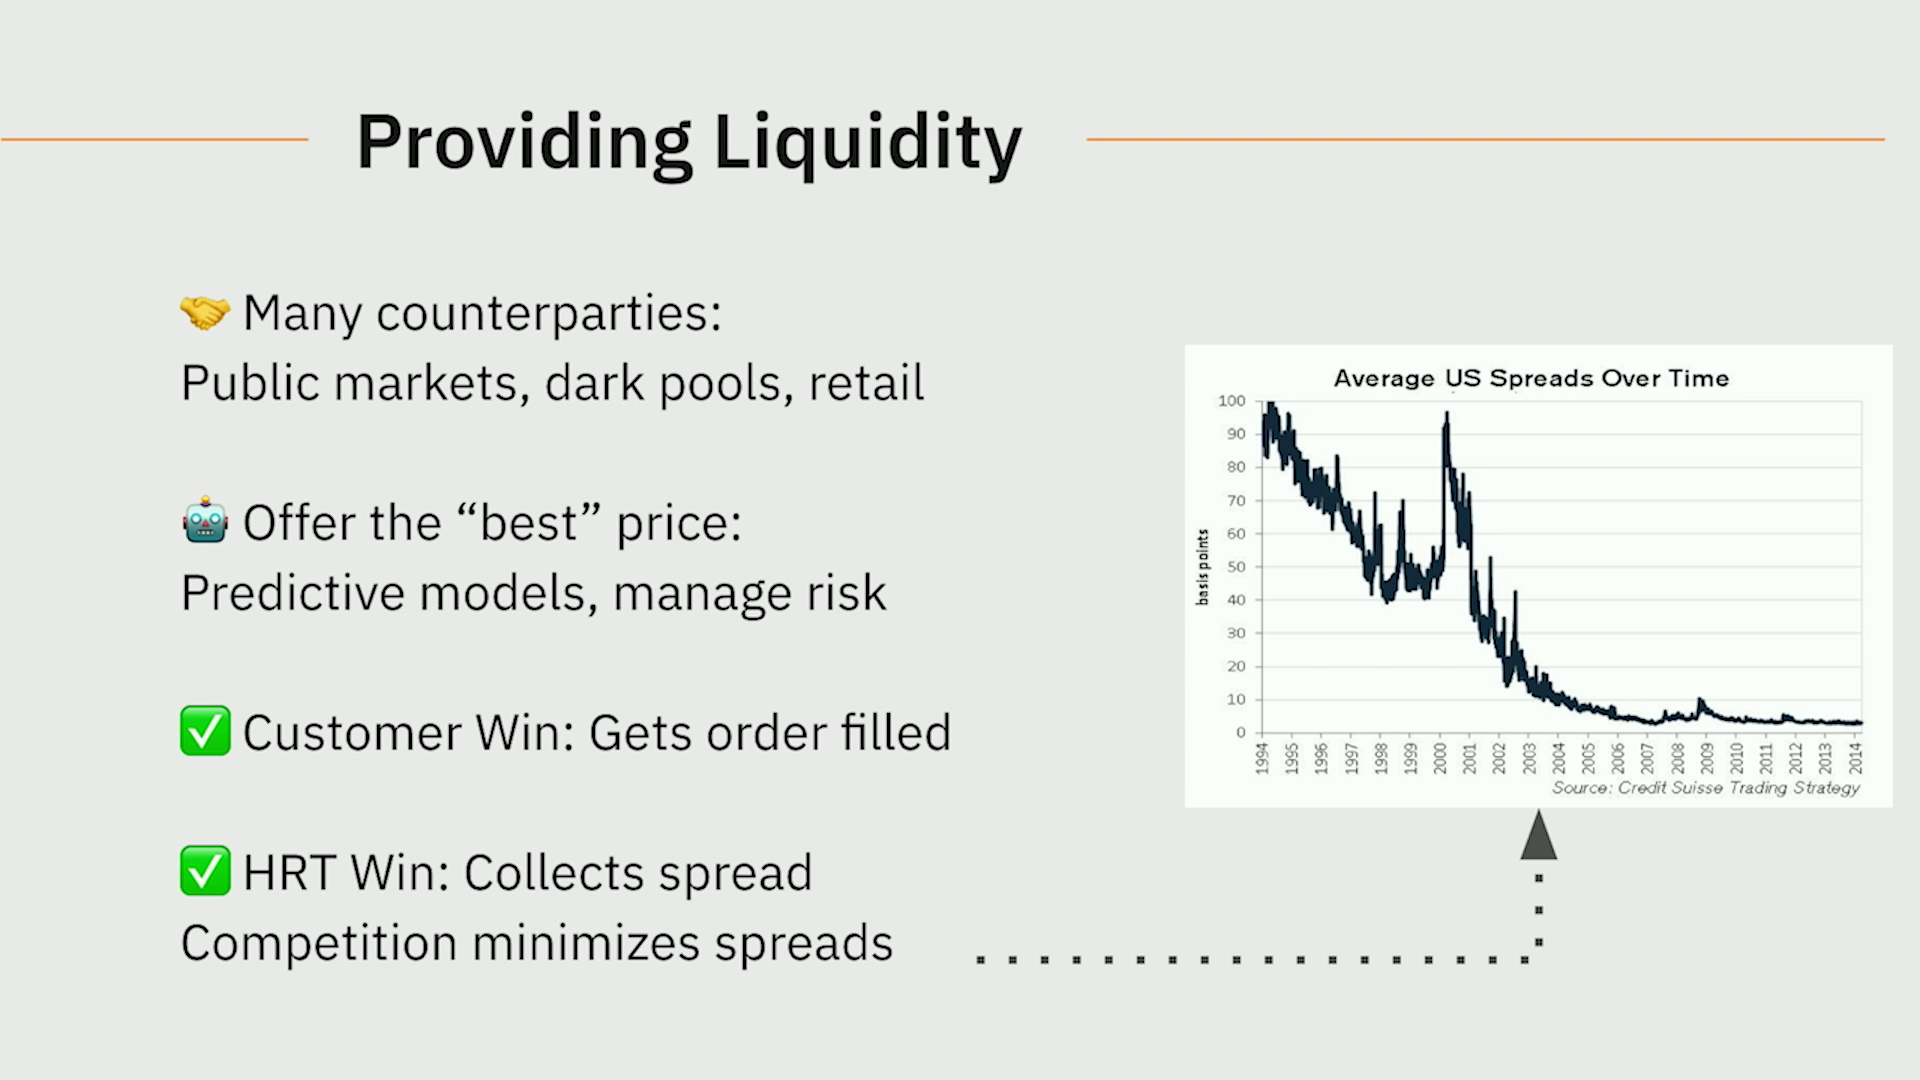 Providing Liquidity
🤝 Many counterparties:
Public markets, dark pools, retail
🤖 Offer the “best” price:
Predictive models, manage risk
✅ Customer Win: Gets order filled
✅ HRT Win: Collects spread
Competition minimizes spreads
Average US Spreads Over Time
basis points
100
90
80
70
60
50
40
30
20
10
0
1994 1995 1996 1997 1998 1999 2000 2001 2002 2003 2004 2005 2006 2007 2008 2009 2010 2011 2012 2013 2014
Source: Credit Suisse Trading Strategy